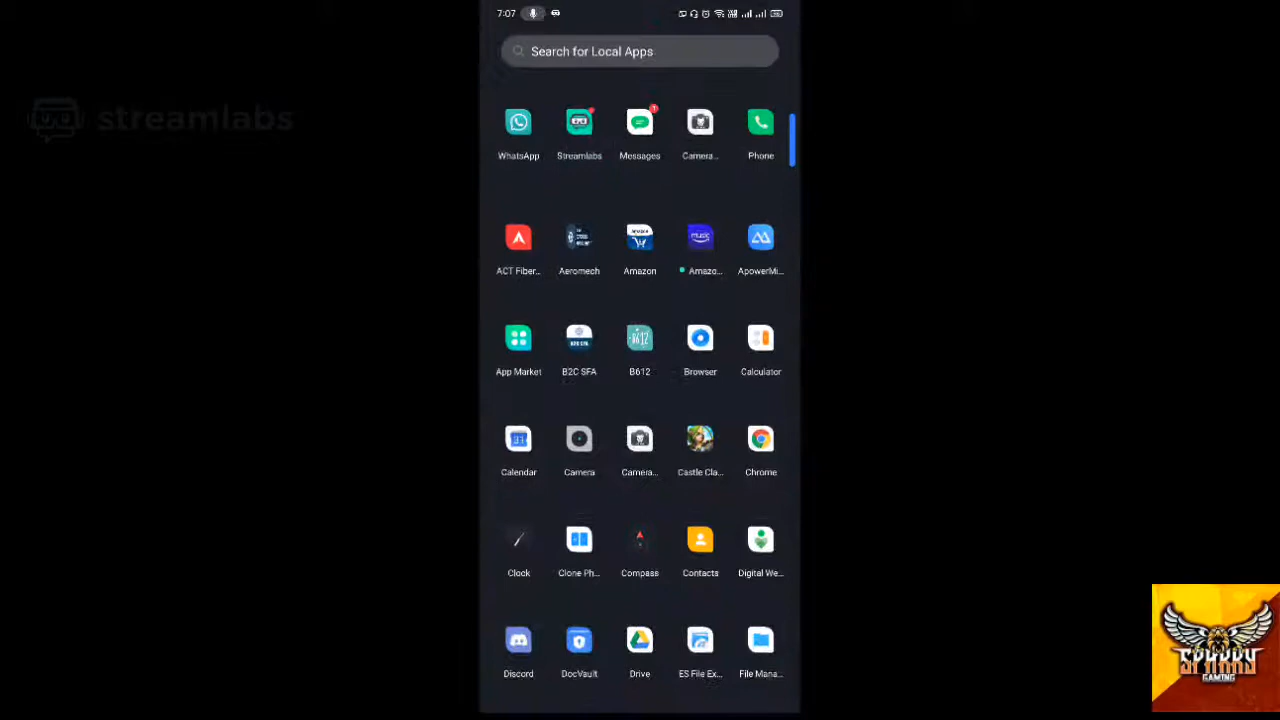 7:07
Search for Local Apps
streamlabs
WhatsApp Streamlabs Messages Camera... Phone
ACT Fiber.. Aeromech Amazon Amazo... ApowerMi...
App Market B2C SFA B612 Browser Calculator
Calendar Camera Camera... Castle Cla... Chrome
Clock Clone Ph... Compass Contacts Digital We...
Discord DocVault Drive ES File Ex... File Mana...
SPARKY
GAMING